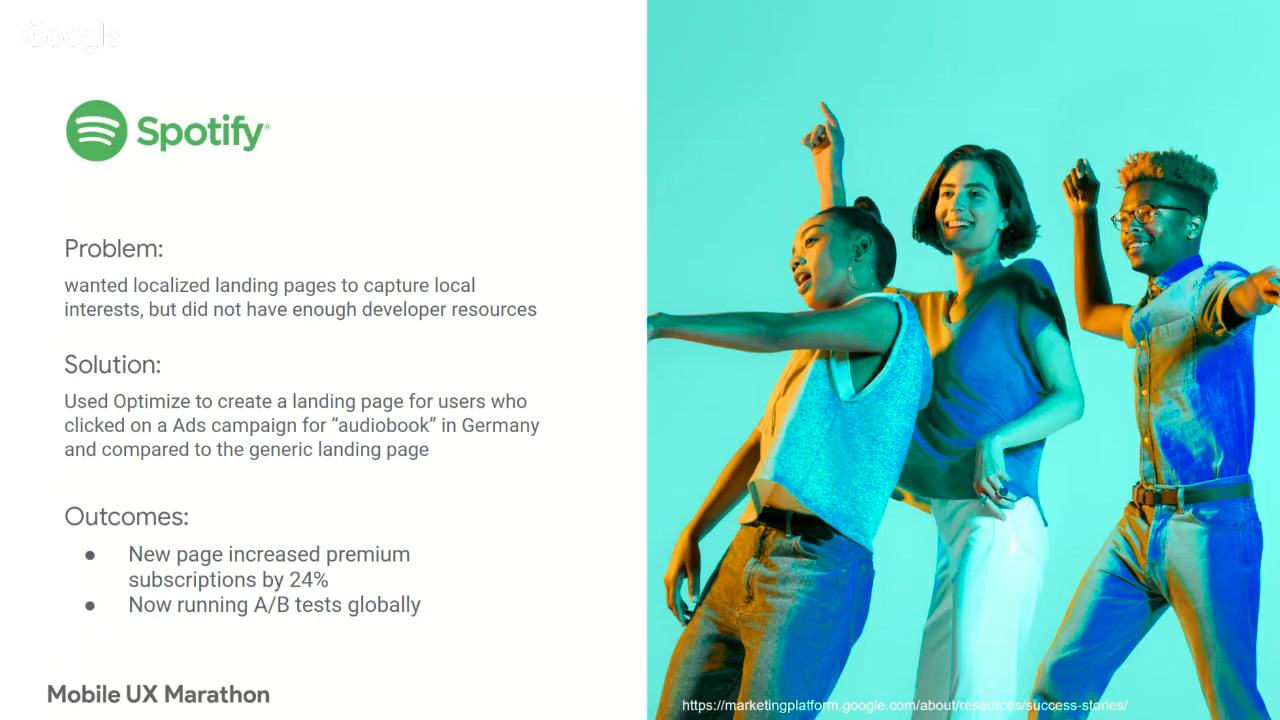 Google
Spotify®
Problem:
wanted localized landing pages to capture local
interests, but did not have enough developer resources
Solution:
Used Optimize to create a landing page for users who
clicked on a Ads campaign for “audiobook” in Germany
and compared to the generic landing page
Outcomes:
● New page increased premium
subscriptions by 24%
● Now running A/B tests globally
Mobile UX Marathon
https://marketingplatform.google.com/about/resources/success-stories/